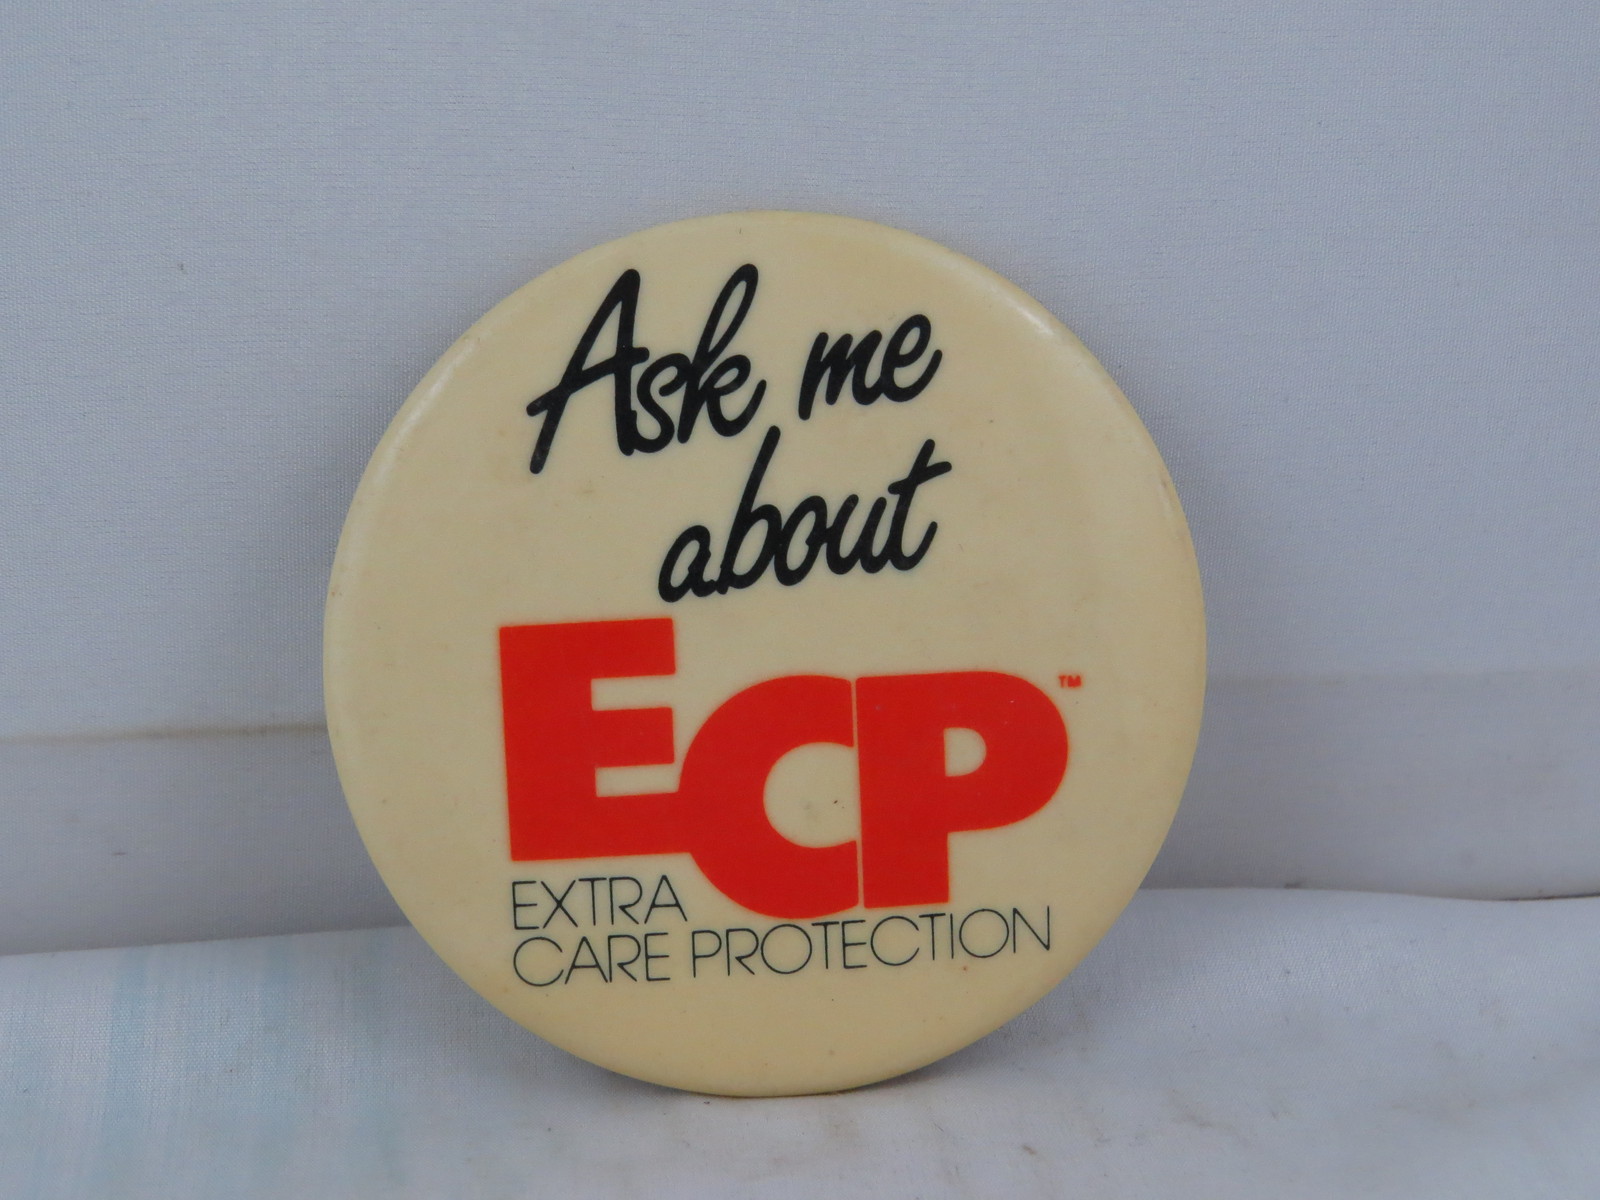 Ask me
about
ECP™
EXTRA
CARE PROTECTION